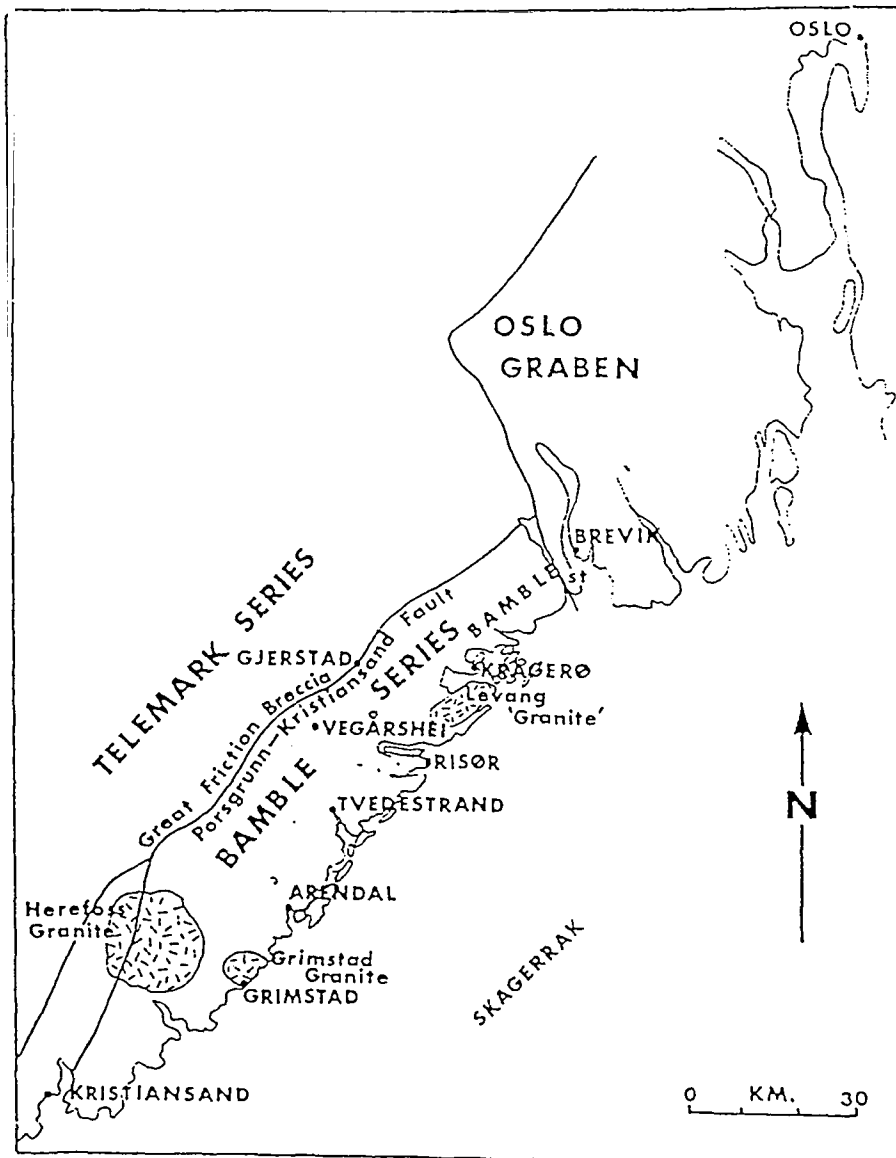 OSLO
OSLO
GRABEN
BREVIK
BAMBLE st
TELEMARK SERIES
GJERSTAD
Great Friction Breccia
Porsgrunn–Kristiansand Fault
BAMBLE SERIES
KRAGERØ
Levang
'Granite'
VEGÅRSHEI
RISØR
TVEDESTRAND
N
ARENDAL
Herefoss
Granite
Grimstad
Granite
GRIMSTAD
SKAGERRAK
KRISTIANSAND
0 KM. 30